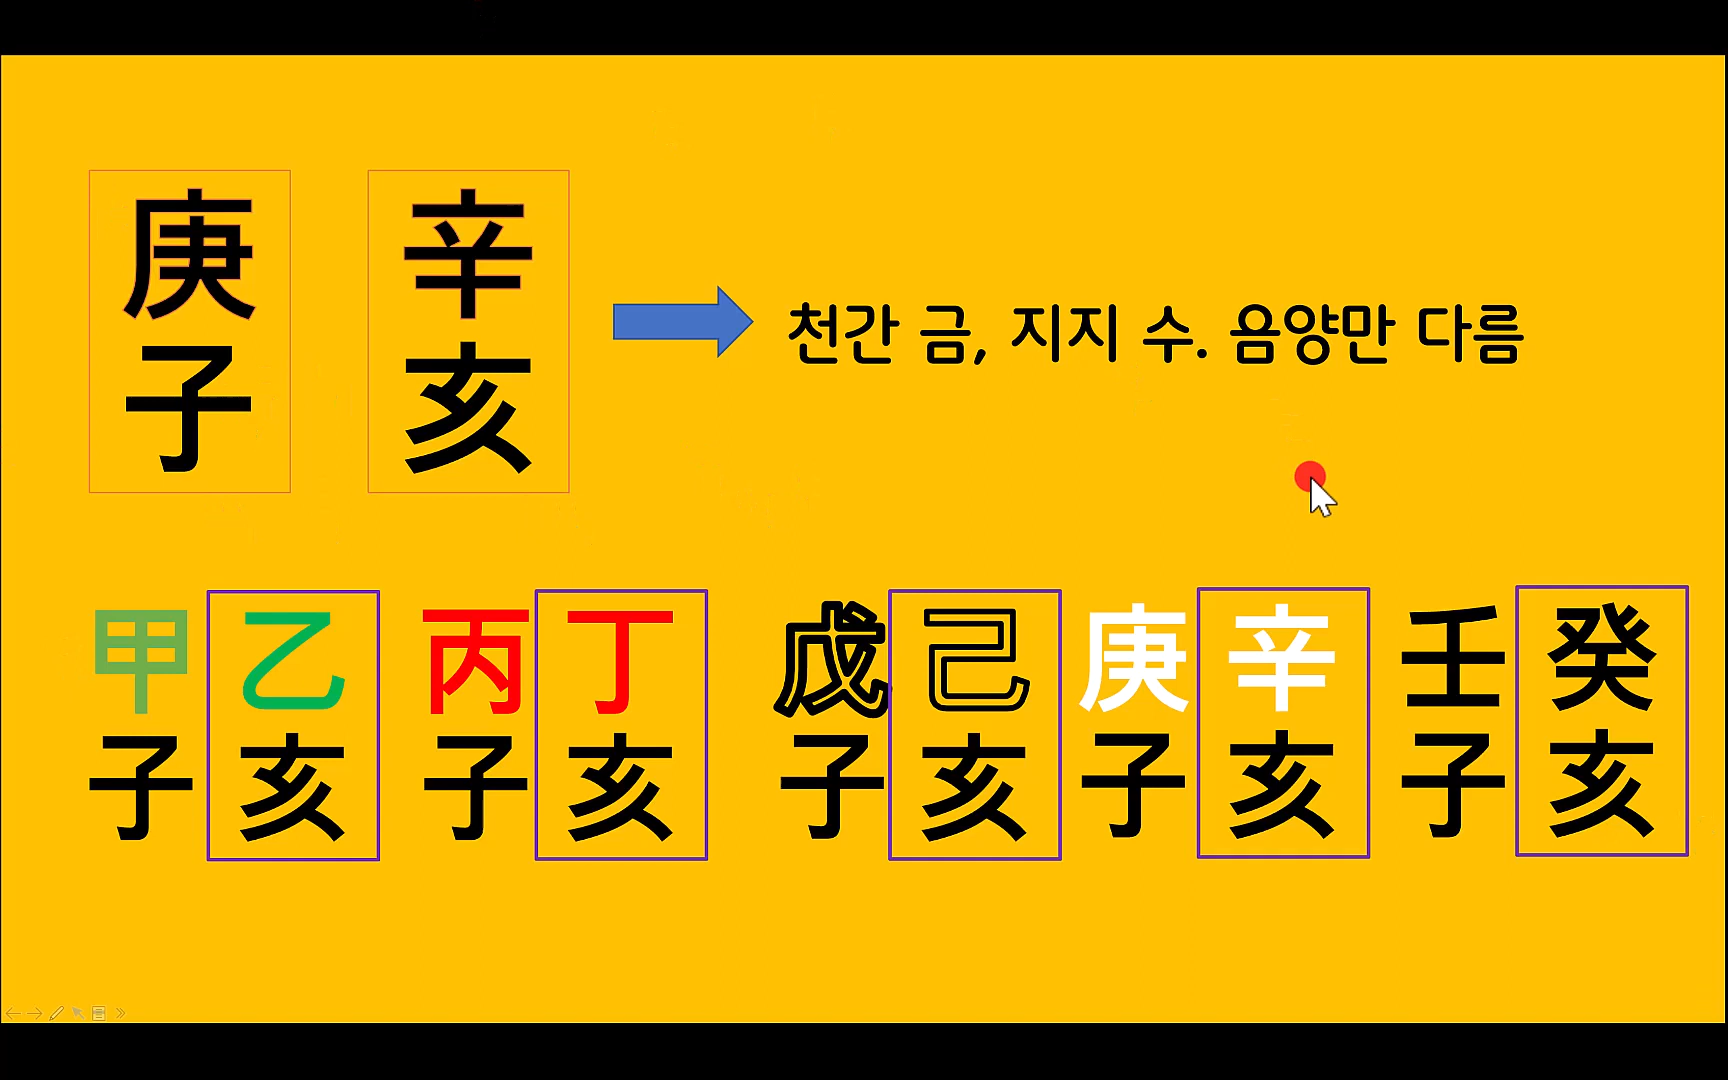 庚 辛 천간 금, 지지 수. 음양만 다름
子 亥
甲 乙 丙 丁 戊 己 庚 辛 壬 癸
子 亥 子 亥 子 亥 子 亥 子 亥